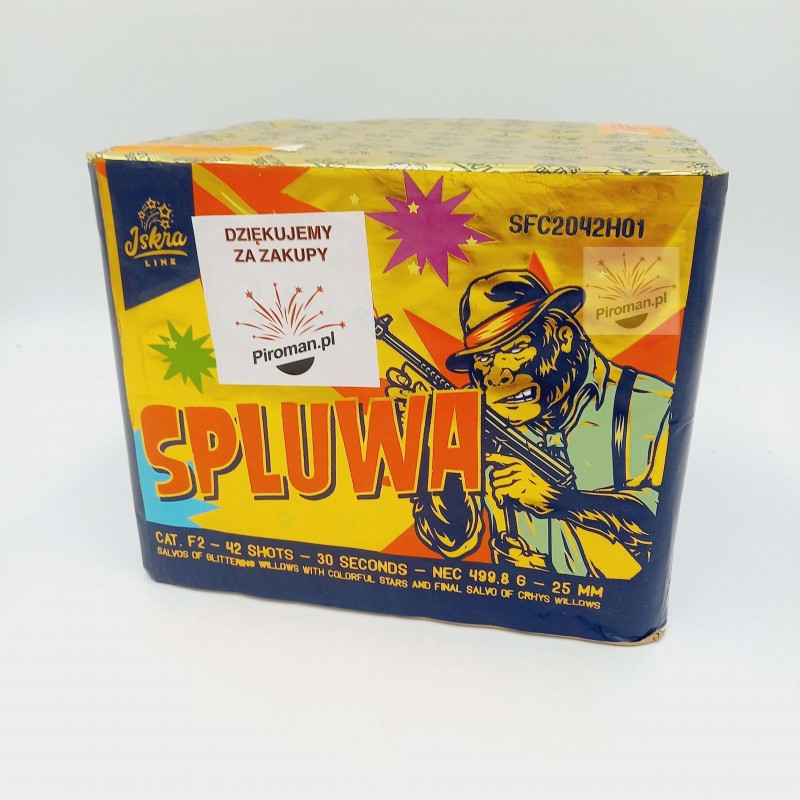 Iskra
LINE
DZIĘKUJEMY
ZA ZAKUPY
Piroman.pl
SFC2042H01
Piroman.pl
SPLUWA
CAT. F2 – 42 SHOTS – 30 SECONDS – NEC 499.8 G – 25 MM
SALVOS OF GLITTERING WILLOWS WITH COLORFUL STARS AND FINAL SALVO OF CRHYS WILLOWS